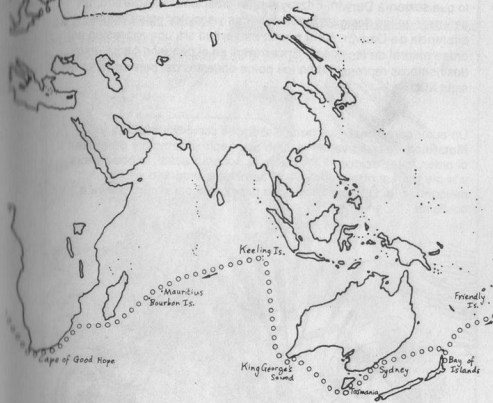 Keeling Is.
Mauritius
Bourbon Is.
Friendly
Is.
Cape of Good Hope
King George's
Sound
Sydney
Bay of
Islands
Tasmania